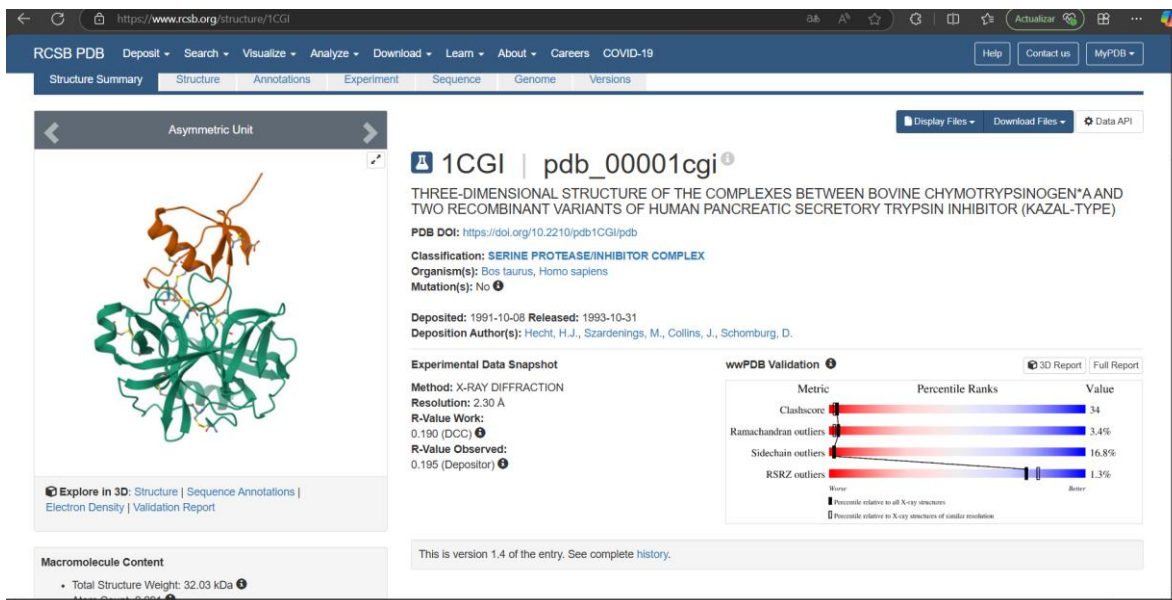 https://www.rcsb.org/structure/1CGI
Actualizar
RCSB PDB Deposit Search Visualize Analyze Download Learn About Careers COVID-19 Help Contact us MyPDB
Structure Summary Structure Annotations Experiment Sequence Genome Versions
Asymmetric Unit
Display Files Download Files Data API
1CGI | pdb_00001cgi
THREE-DIMENSIONAL STRUCTURE OF THE COMPLEXES BETWEEN BOVINE CHYMOTRYPSINOGEN*A AND
TWO RECOMBINANT VARIANTS OF HUMAN PANCREATIC SECRETORY TRYPSIN INHIBITOR (KAZAL-TYPE)
PDB DOI: https://doi.org/10.2210/pdb1CGI/pdb
Classification: SERINE PROTEASE/INHIBITOR COMPLEX
Organism(s): Bos taurus, Homo sapiens
Mutation(s): No
Deposited: 1991-10-08 Released: 1993-10-31
Deposition Author(s): Hecht, H.J., Szardenings, M., Collins, J., Schomburg, D.
Experimental Data Snapshot
Method: X-RAY DIFFRACTION
Resolution: 2.30 Å
R-Value Work:
0.190 (DCC)
R-Value Observed:
0.195 (Depositor)
wwPDB Validation 3D Report Full Report
Metric Percentile Ranks Value
Clashscore 34
Ramachandran outliers 3.4%
Sidechain outliers 16.8%
RSRZ outliers 1.3%
Worse Better
Percentile relative to all X-ray structures
Percentile relative to X-ray structures of similar resolution
Explore in 3D: Structure | Sequence Annotations |
Electron Density | Validation Report
This is version 1.4 of the entry. See complete history.
Macromolecule Content
• Total Structure Weight: 32.03 kDa